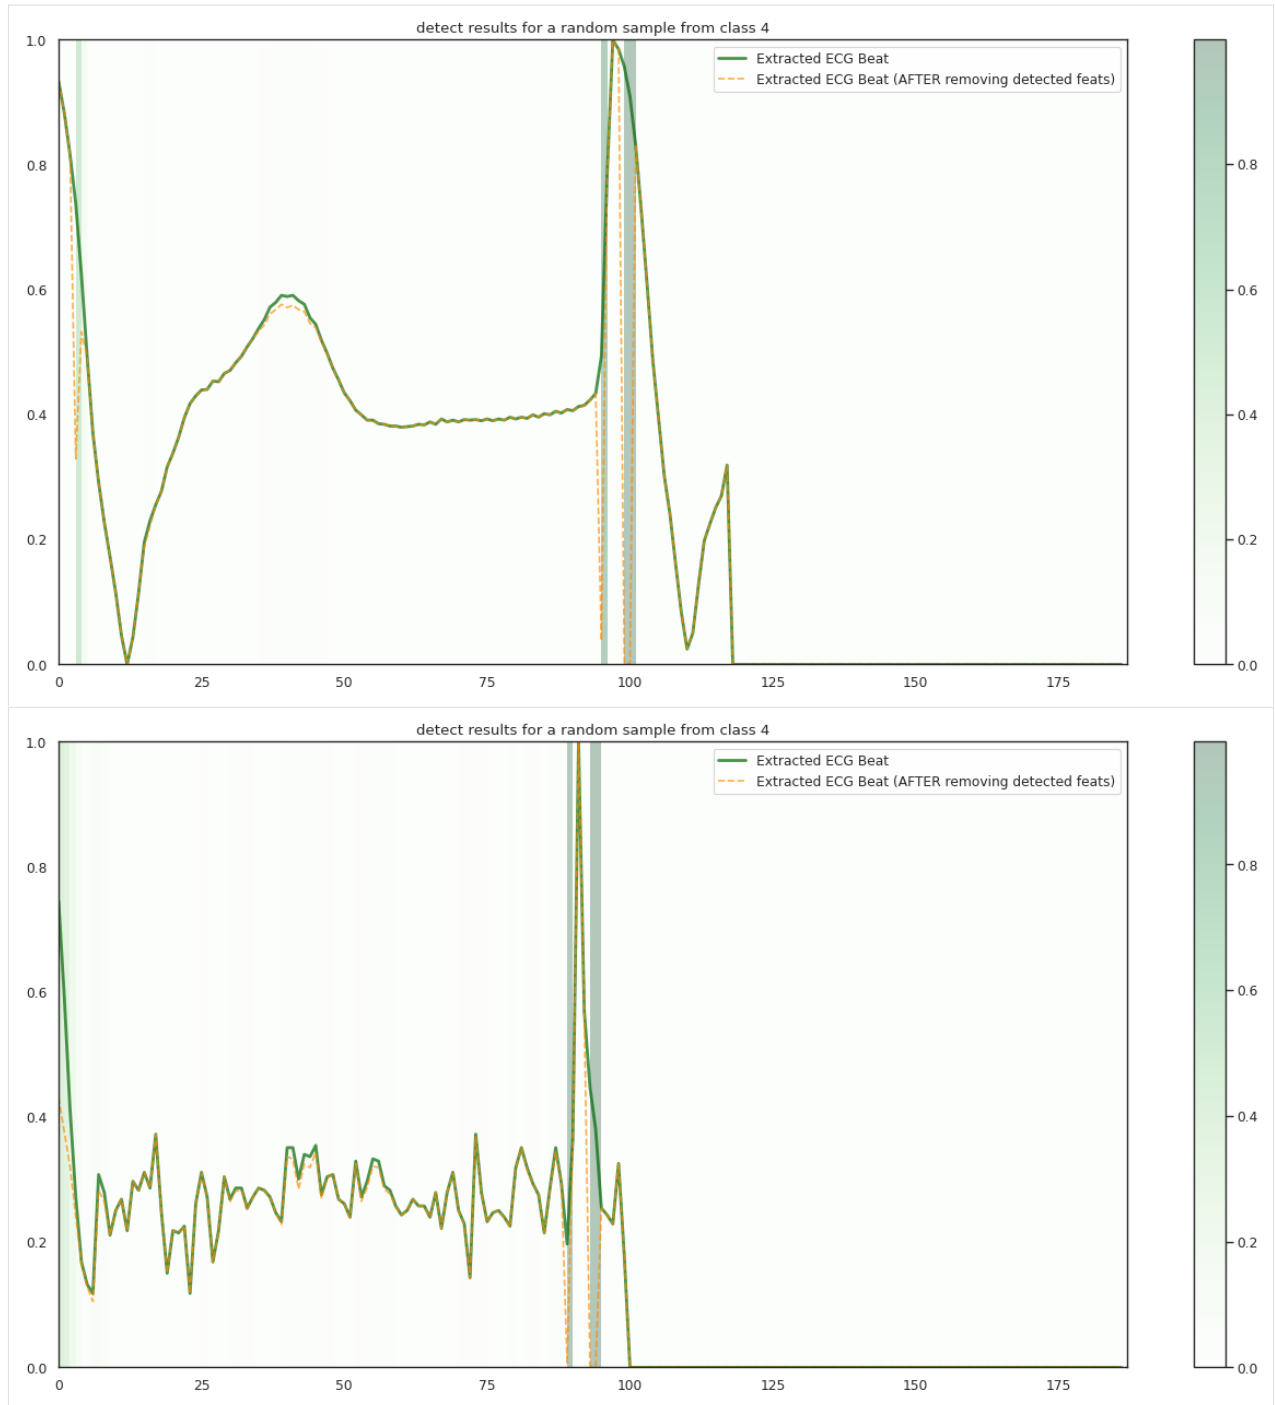 detect results for a random sample from class 4
1.0
Extracted ECG Beat
Extracted ECG Beat (AFTER removing detected feats)
0.8
0.8
0.6
0.6
0.4
0.4
0.2
0.2
0.0
0.0
0 25 50 75 100 125 150 175
detect results for a random sample from class 4
1.0
Extracted ECG Beat
Extracted ECG Beat (AFTER removing detected feats)
0.8
0.8
0.6
0.6
0.4
0.4
0.2
0.2
0.0
0.0
0 25 50 75 100 125 150 175